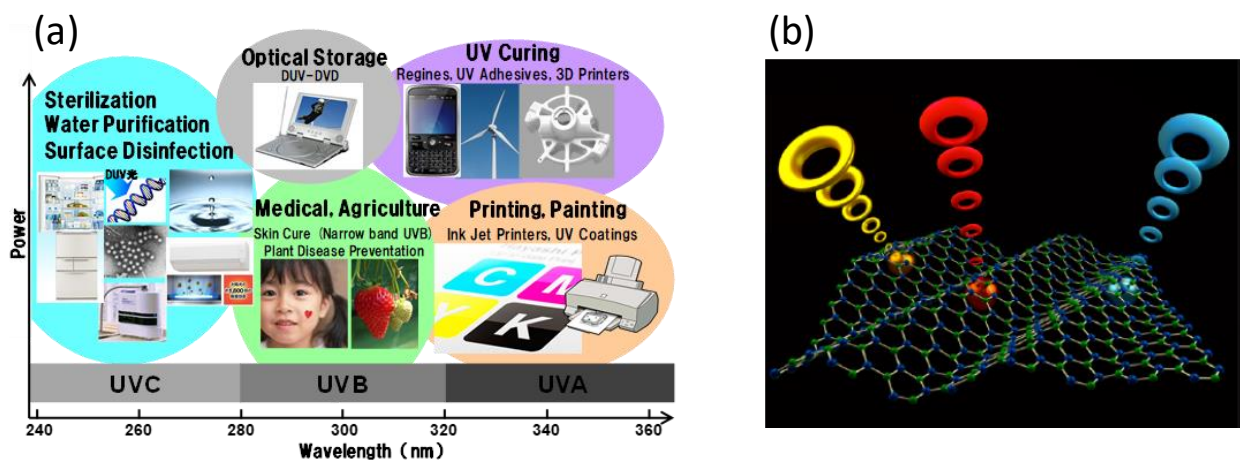 (a)
(b)
Optical Storage
DUV-DVD
UV Curing
Regines, UV Adhesives, 3D Printers
Sterilization
Water Purification
Surface Disinfection
DUV光
Medical, Agriculture
Skin Cure (Narrow band UVB)
Plant Disease Preventation
Printing, Painting
Ink Jet Printers, UV Coatings
C
M
Y
K
Power
UVC
UVB
UVA
240
260
280
300
320
340
360
Wavelength (nm)